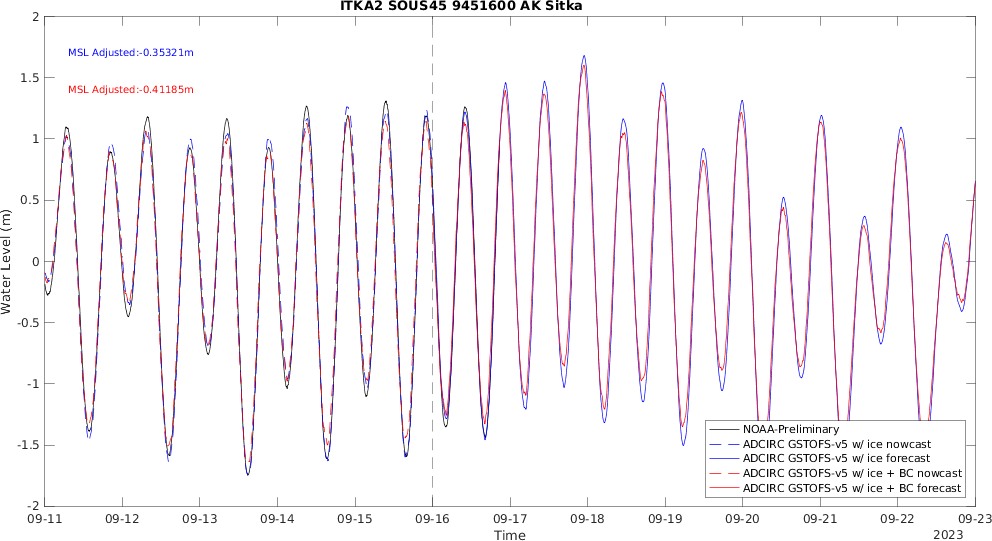 ITKA2 SOUS45 9451600 AK Sitka
MSL Adjusted:-0.35321m
MSL Adjusted:-0.41185m
Water Level (m)
2
1.5
1
0.5
0
-0.5
-1
-1.5
-2
NOAA-Preliminary
ADCIRC GSTOFS-v5 w/ ice nowcast
ADCIRC GSTOFS-v5 w/ ice forecast
ADCIRC GSTOFS-v5 w/ ice + BC nowcast
ADCIRC GSTOFS-v5 w/ ice + BC forecast
09-11 09-12 09-13 09-14 09-15 09-16 09-17 09-18 09-19 09-20 09-21 09-22 09-23
Time
2023